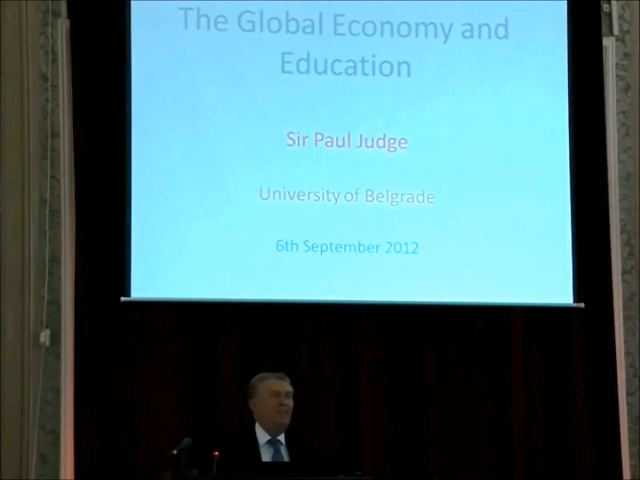 The Global Economy and
Education
Sir Paul Judge
University of Belgrade
6th September 2012